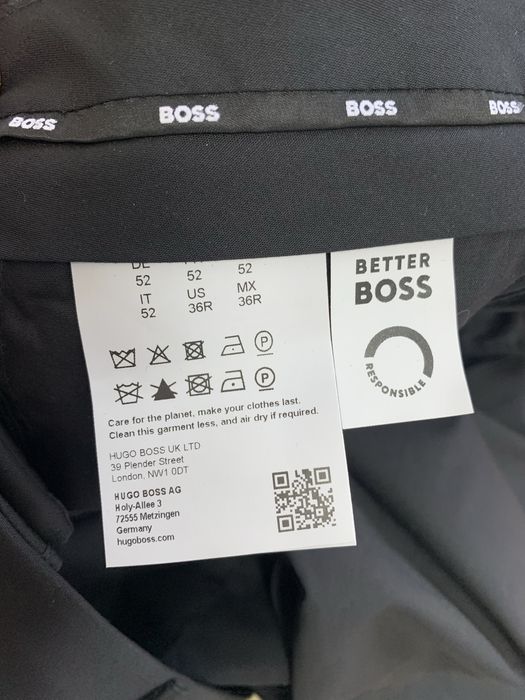 BOSS BOSS BOSS BOSS
DE
52 52 52
IT US MX
52 36R 36R
P
P
Care for the planet, make your clothes last.
Clean this garment less, and air dry if required.
HUGO BOSS UK LTD
39 Plender Street
London, NW1 0DT
HUGO BOSS AG
Holy-Allee 3
72555 Metzingen
Germany
hugoboss.com
BETTER
BOSS
RESPONSIBLE